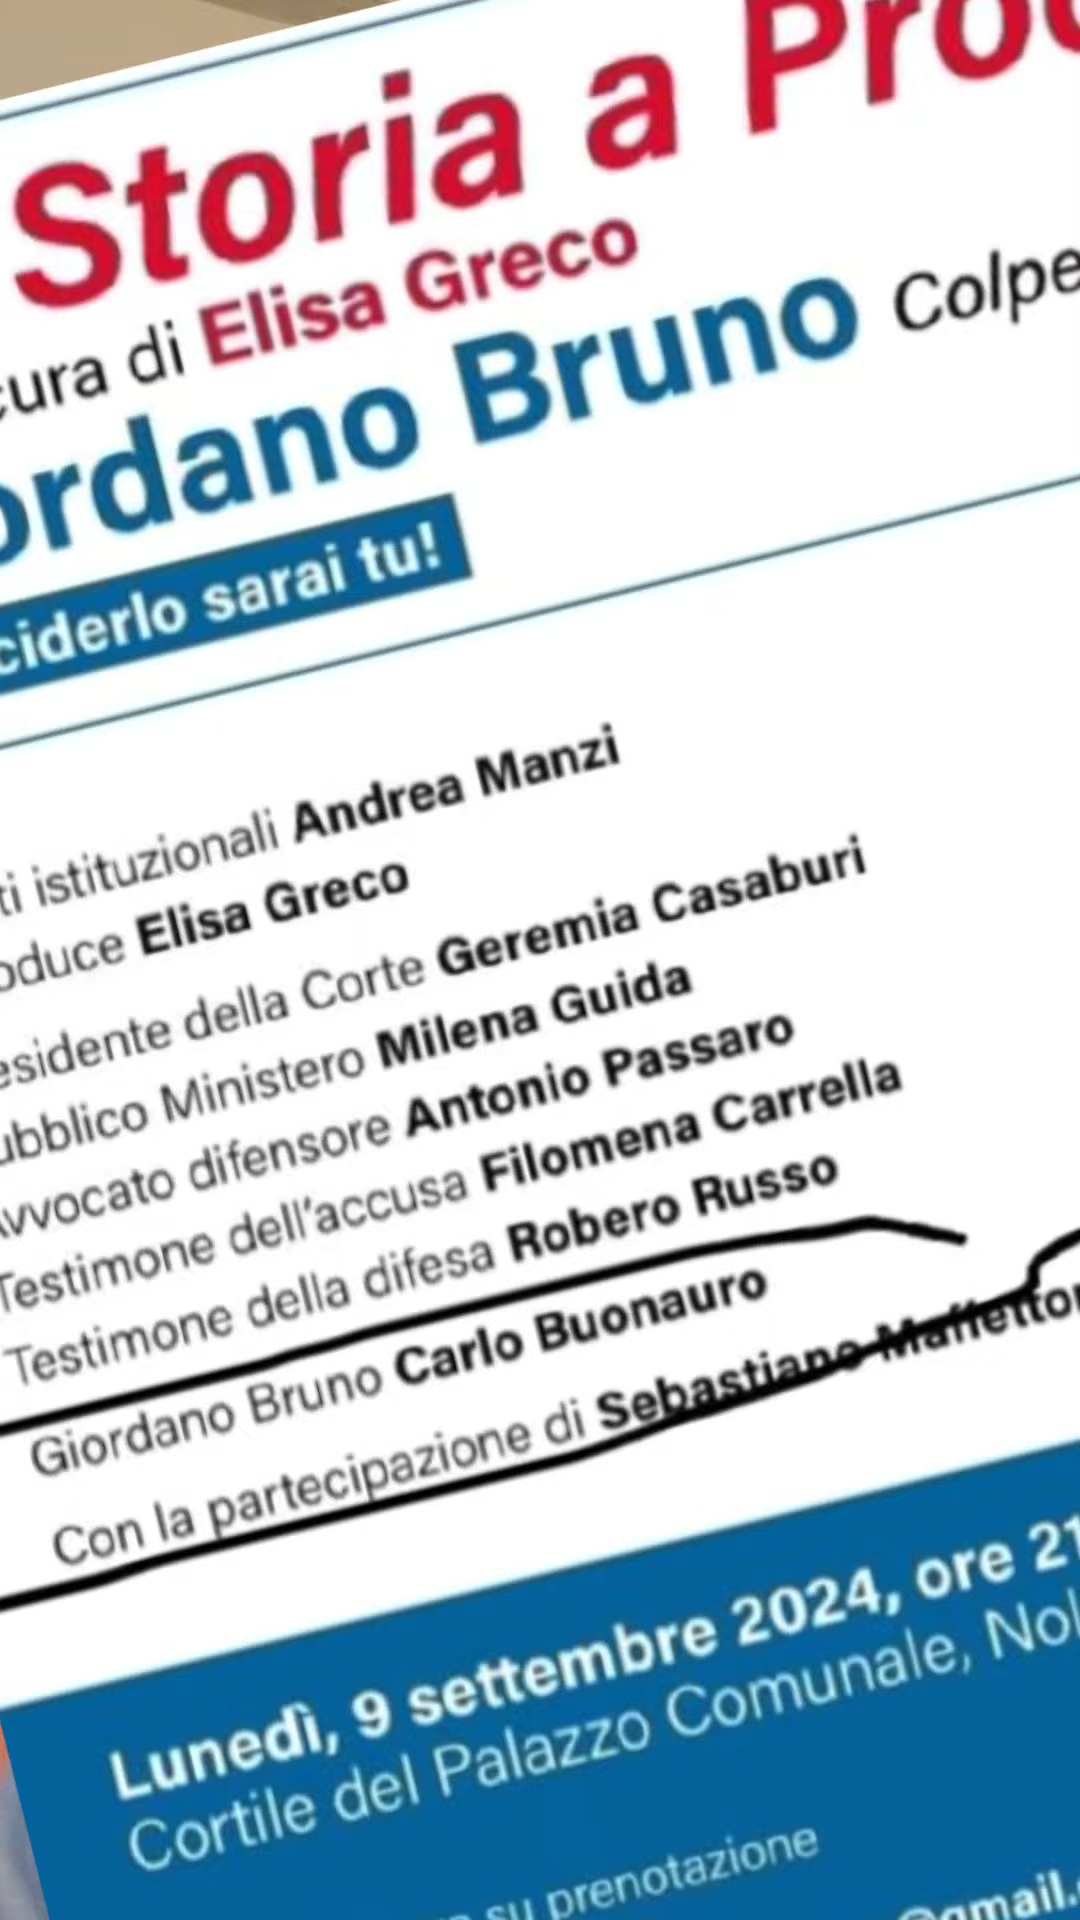 Storia a Pro
cura di Elisa Greco
ordano Bruno Colpe
ciderlo sarai tu!
ti istituzionali Andrea Manzi
oduce Elisa Greco
esidente della Corte Geremia Casaburi
ubblico Ministero Milena Guida
Avvocato difensore Antonio Passaro
Testimone dell'accusa Filomena Carrella
Testimone della difesa Robero Russo
Giordano Bruno Carlo Buonauro
Con la partecipazione di Sebastiano Maffettor
Lunedì, 9 settembre 2024, ore 21
Cortile del Palazzo Comunale, Nol
su prenotazione
@gmail.